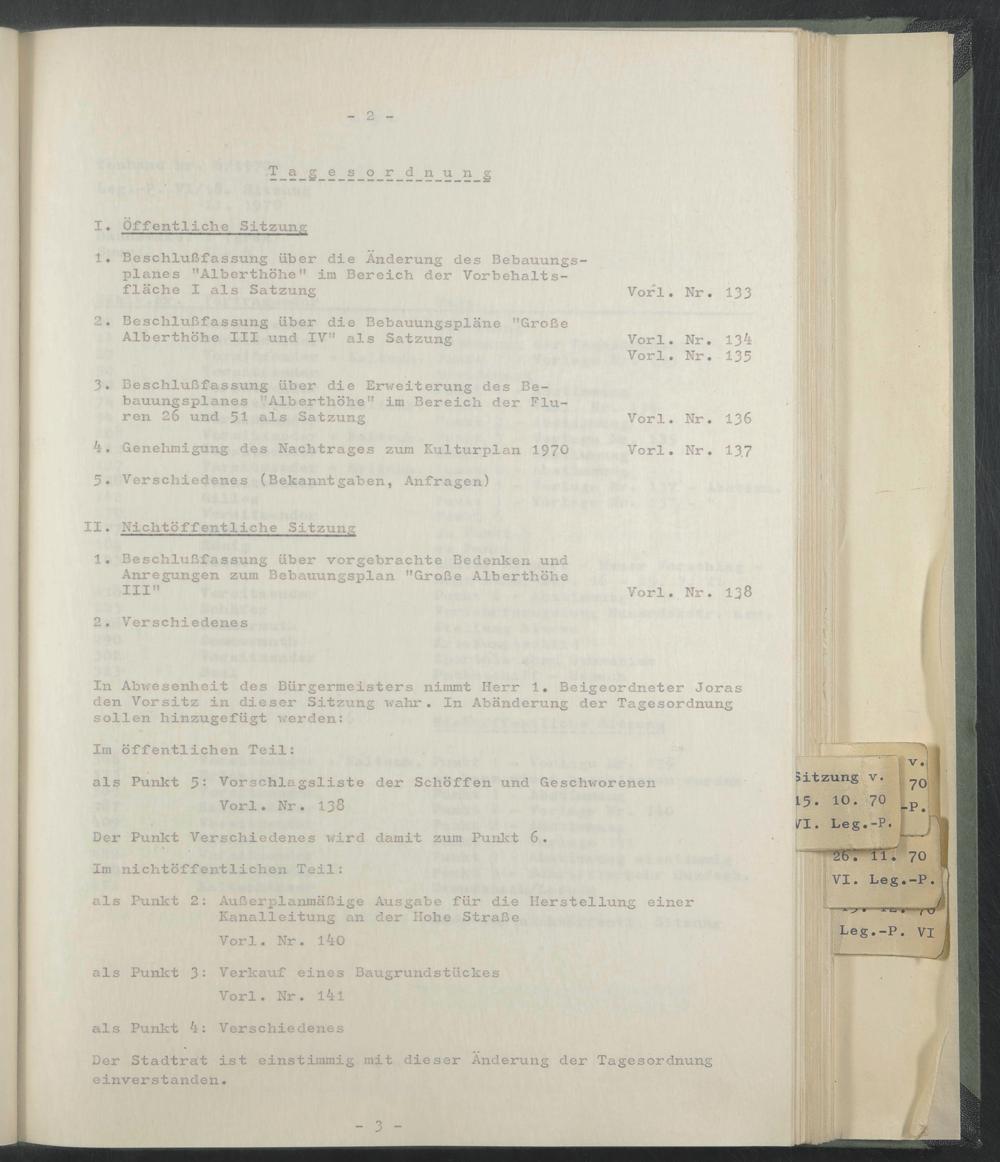 - 2 -
Tagesordnung
I. Öffentliche Sitzung
1. Beschlußfassung über die Änderung des Bebauungs-
planes "Alberthöhe" im Bereich der Vorbehalts-
fläche I als Satzung Vorl. Nr. 133
2. Beschlußfassung über die Bebauungspläne "Große
Alberthöhe III und IV" als Satzung Vorl. Nr. 134
Vorl. Nr. 135
3. Beschlußfassung über die Erweiterung des Be-
bauungsplanes "Alberthöhe" im Bereich der Flu-
ren 26 und 51 als Satzung Vorl. Nr. 136
4. Genehmigung des Nachtrages zum Kulturplan 1970 Vorl. Nr. 137
5. Verschiedenes (Bekanntgaben, Anfragen)
II. Nichtöffentliche Sitzung
1. Beschlußfassung über vorgebrachte Bedenken und
Anregungen zum Bebauungsplan "Große Alberthöhe
III" Vorl. Nr. 138
2. Verschiedenes
In Abwesenheit des Bürgermeisters nimmt Herr 1. Beigeordneter Joras
den Vorsitz in dieser Sitzung wahr. In Abänderung der Tagesordnung
sollen hinzugefügt werden:
Im öffentlichen Teil:
als Punkt 5: Vorschlagsliste der Schöffen und Geschworenen
Vorl. Nr. 138
Der Punkt Verschiedenes wird damit zum Punkt 6.
Im nichtöffentlichen Teil:
als Punkt 2: Außerplanmäßige Ausgabe für die Herstellung einer
Kanalleitung an der Hohe Straße
Vorl. Nr. 140
als Punkt 3: Verkauf eines Baugrundstückes
Vorl. Nr. 141
als Punkt 4: Verschiedenes
Der Stadtrat ist einstimmig mit dieser Änderung der Tagesordnung
einverstanden.
- 3 -
Sitzung v.
15. 10. 70
VI. Leg.-P.
v.
70
-P.
26. 11. 70
VI. Leg.-P.
Leg.-P. VI